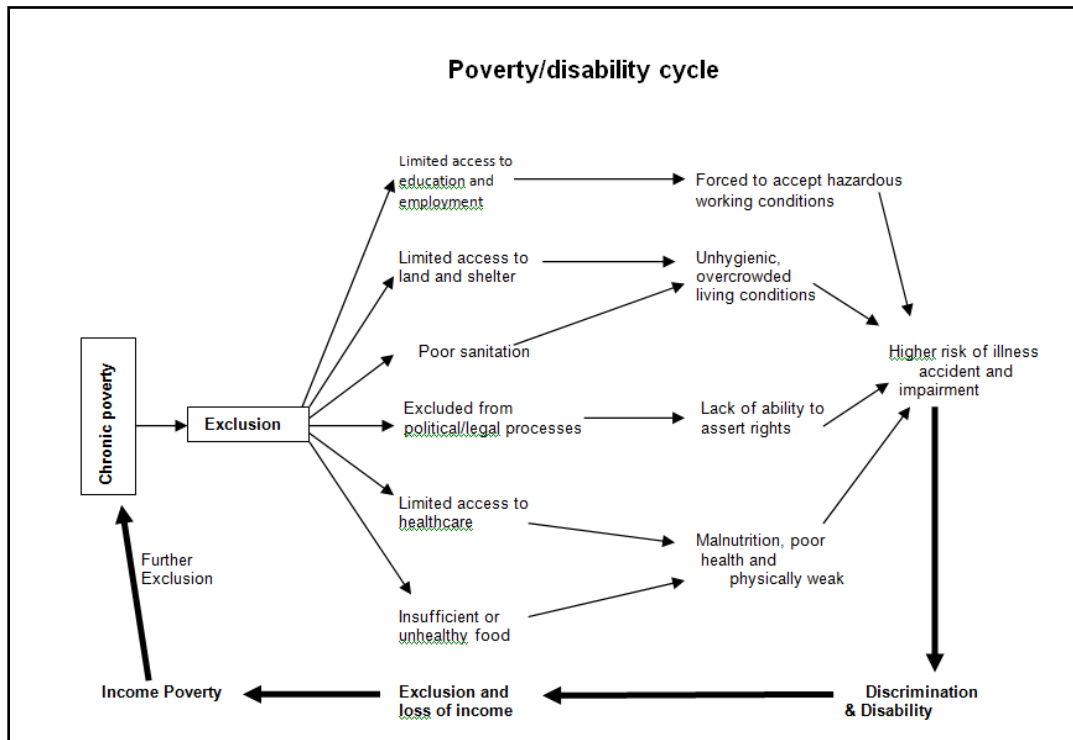 Poverty/disability cycle
Limited access to
education and
employment
Forced to accept hazardous
working conditions
Limited access to
land and shelter
Unhygienic,
overcrowded
living conditions
Poor sanitation
Higher risk of illness
accident and
impairment
Chronic poverty
Exclusion
Excluded from
political/legal processes
Lack of ability to
assert rights
Limited access to
healthcare
Malnutrition, poor
health and
physically weak
Further
Exclusion
Insufficient or
unhealthy food
Income Poverty
Exclusion and
loss of income
Discrimination
& Disability